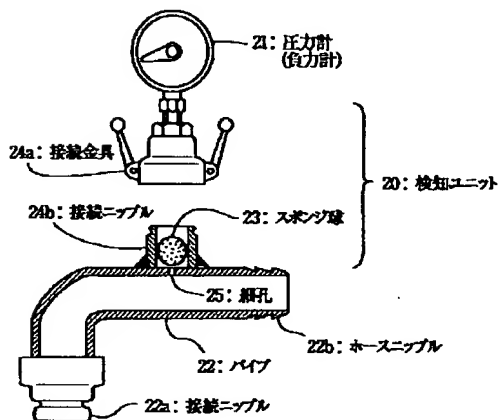 21：圧力計
(負力計)
24a：接続金具
20：検知ユニット
24b：接続ニップル
23：スポンジ球
25：細孔
22b：ホースニップル
22：パイプ
22a：接続ニップル